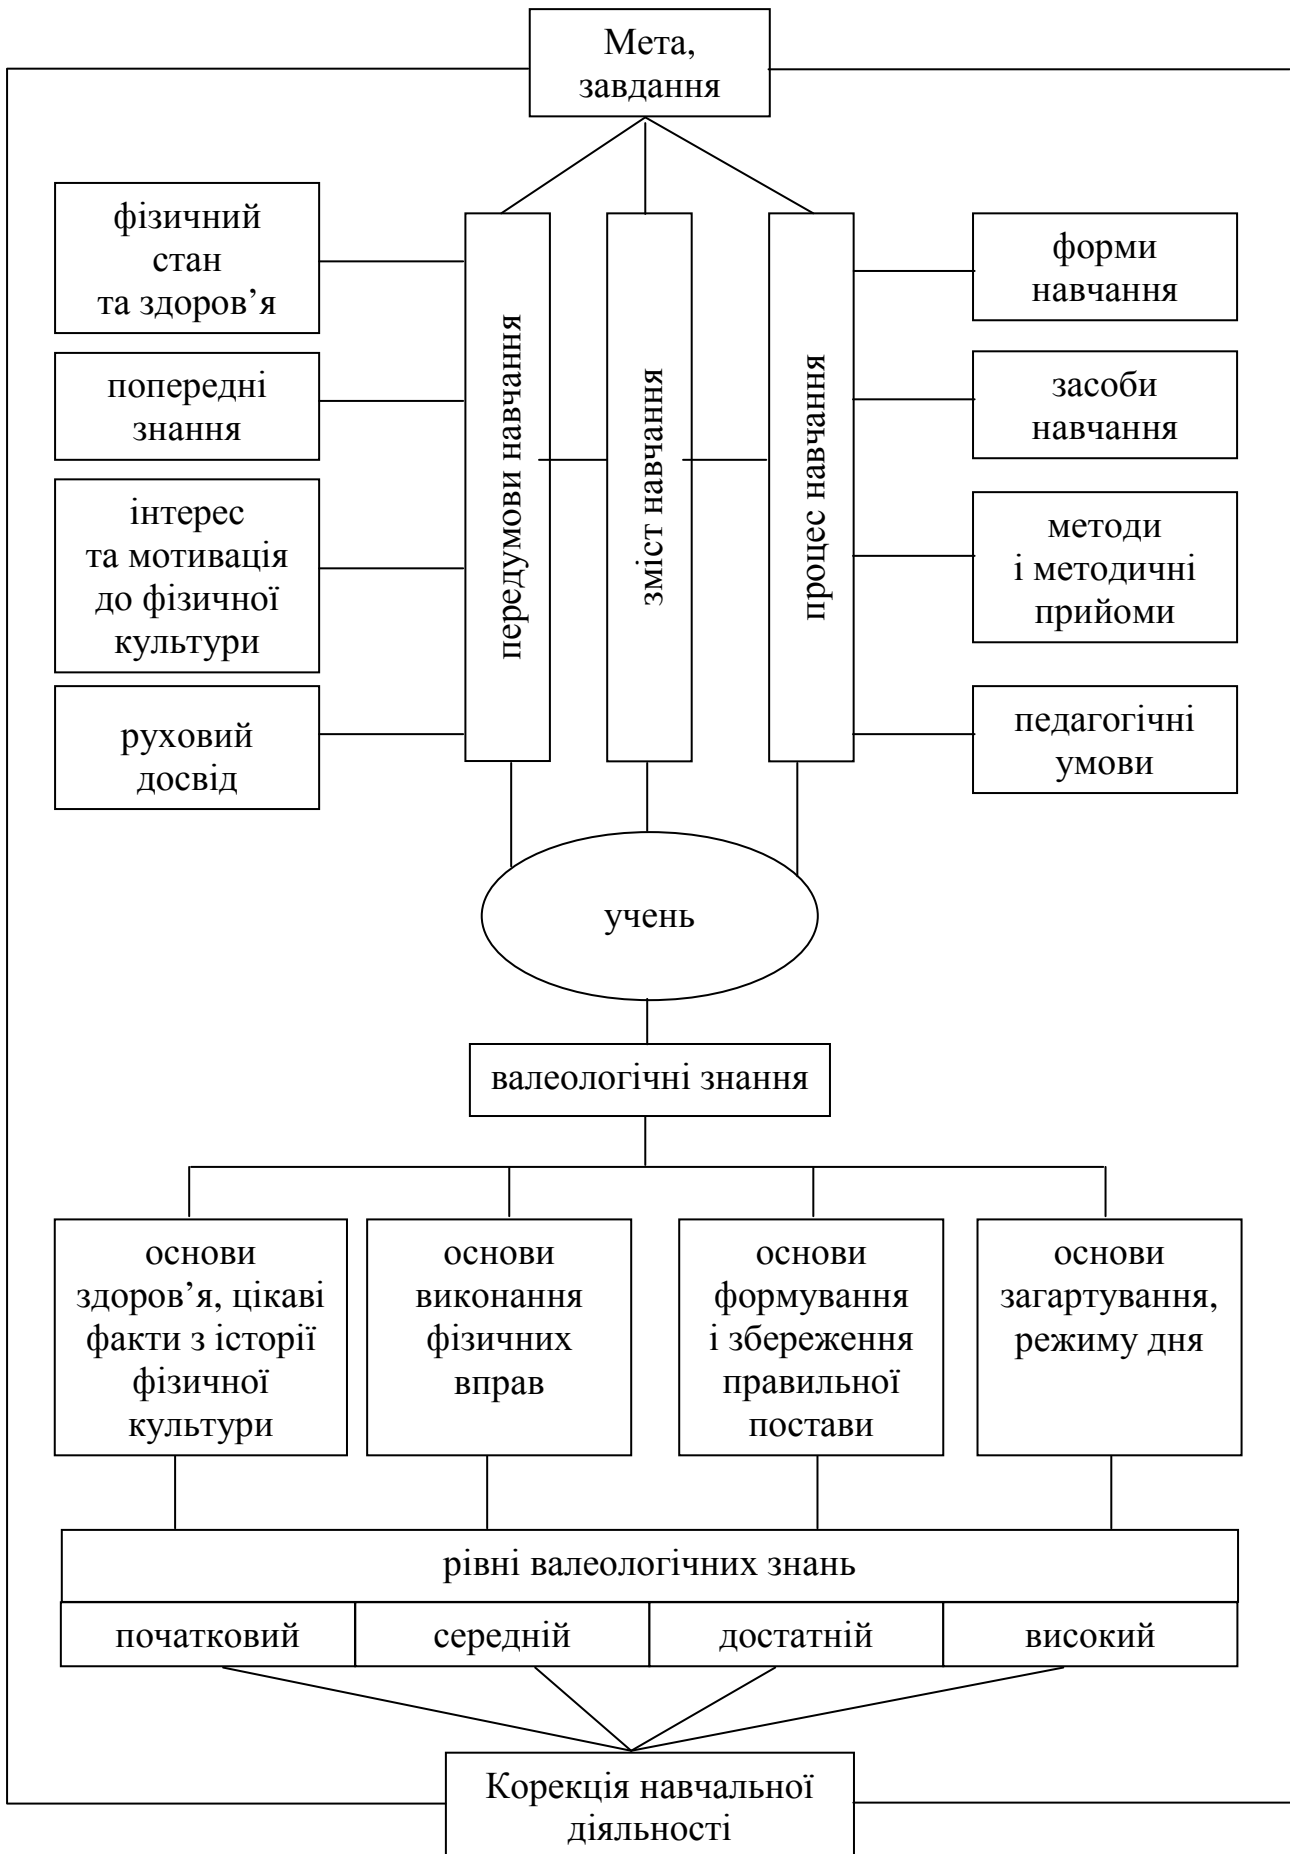 Мета,
завдання
фізичний
стан
та здоров’я
попередні
знання
інтерес
та мотивація
до фізичної
культури
руховий
досвід
передумови навчання
зміст навчання
процес навчання
форми
навчання
засоби
навчання
методи
і методичні
прийоми
педагогічні
умови
учень
валеологічні знання
основи
здоров’я, цікаві
факти з історії
фізичної
культури
основи
виконання
фізичних
вправ
основи
формування
і збереження
правильної
постави
основи
загартування,
режиму дня
рівні валеологічних знань
початковий
середній
достатній
високий
Корекція навчальної
діяльності